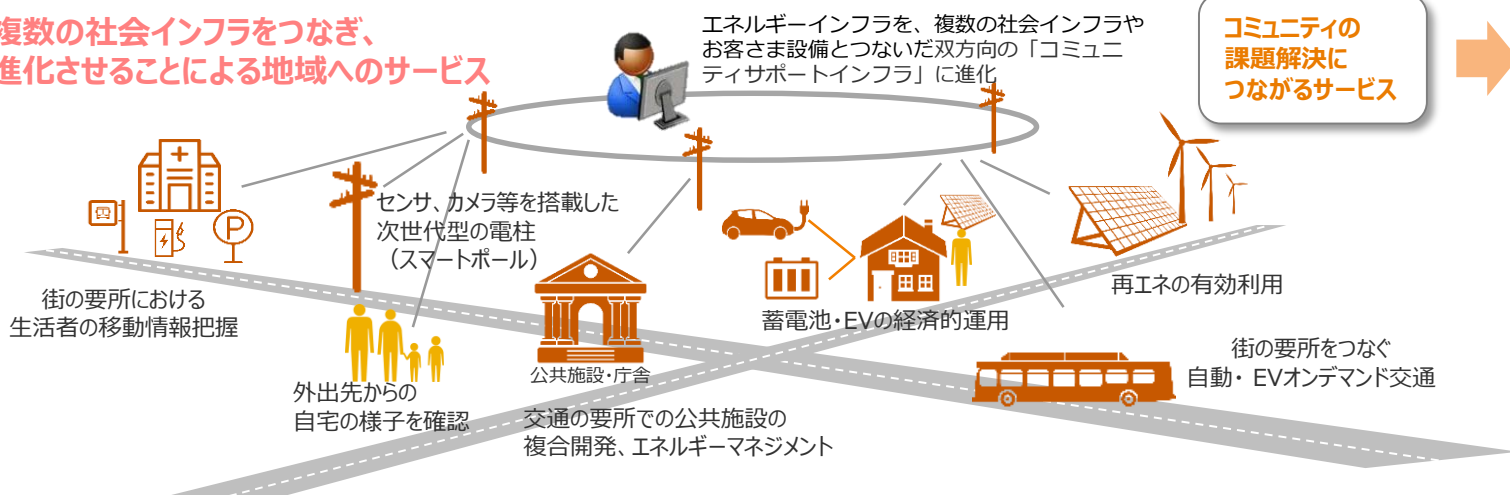 複数の社会インフラをつなぎ、
進化させることによる地域へのサービス
エネルギーインフラを、複数の社会インフラや
お客さま設備とつないだ双方向の「コミュニ
ティサポートインフラ」に進化
コミュニティの
課題解決に
つながるサービス
センサ、カメラ等を搭載した
次世代型の電柱
（スマートポール）
P
街の要所における
生活者の移動情報把握
外出先からの
自宅の様子を確認
公共施設・庁舎
交通の要所での公共施設の
複合開発、エネルギーマネジメント
蓄電池・EVの経済的運用
再エネの有効利用
街の要所をつなぐ
自動・ EVオンデマンド交通